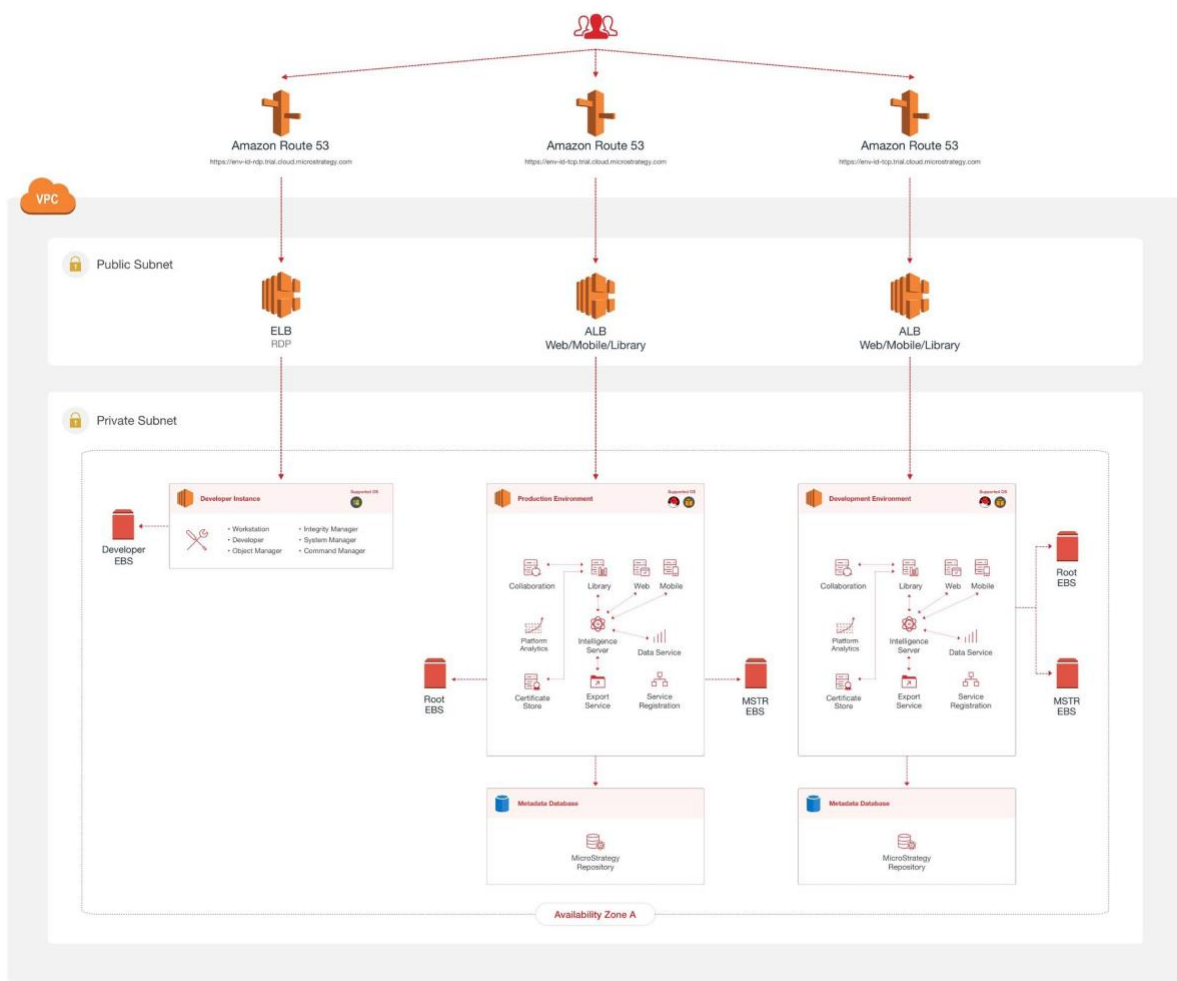 Amazon Route 53
https://env-id-rdp.trial.cloud.microstrategy.com
Amazon Route 53
https://env-id-tcp.trial.cloud.microstrategy.com
Amazon Route 53
https://env-id-tcp.trial.cloud.microstrategy.com
VPC
Public Subnet
ELB
RDP
ALB
Web/Mobile/Library
ALB
Web/Mobile/Library
Private Subnet
Developer Instance
Supported OS
• Workstation
• Developer
• Object Manager
• Integrity Manager
• System Manager
• Command Manager
Developer
EBS
Production Environment
Supported OS
Collaboration
Library
Web
Mobile
Platform
Analytics
Intelligence
Server
Data Service
Certificate
Store
Export
Service
Service
Registration
Root
EBS
MSTR
EBS
Metadata Database
MicroStrategy
Repository
Development Environment
Supported OS
Collaboration
Library
Web
Mobile
Platform
Analytics
Intelligence
Server
Data Service
Certificate
Store
Export
Service
Service
Registration
Root
EBS
MSTR
EBS
Metadata Database
MicroStrategy
Repository
Availability Zone A